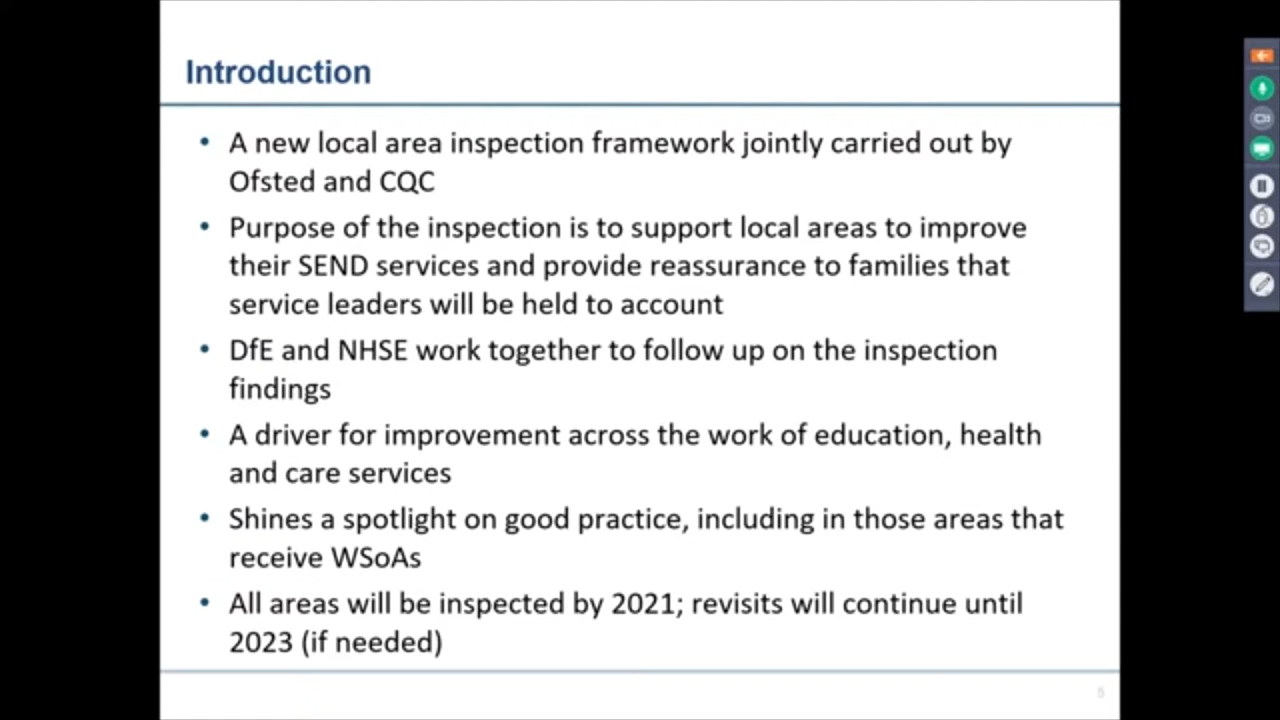 Introduction
• A new local area inspection framework jointly carried out by
Ofsted and CQC
• Purpose of the inspection is to support local areas to improve
their SEND services and provide reassurance to families that
service leaders will be held to account
• DfE and NHSE work together to follow up on the inspection
findings
• A driver for improvement across the work of education, health
and care services
• Shines a spotlight on good practice, including in those areas that
receive WSoAs
• All areas will be inspected by 2021; revisits will continue until
2023 (if needed)